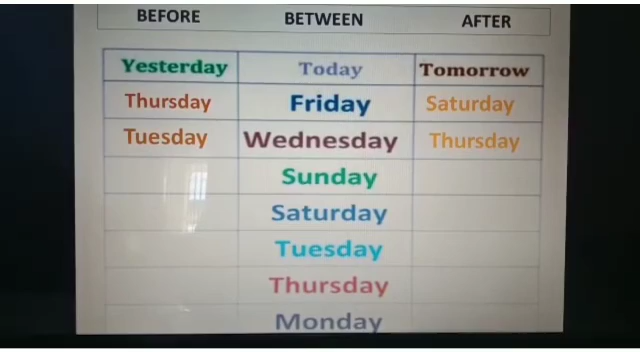 BEFORE BETWEEN AFTER
Yesterday Today Tomorrow
Thursday Friday Saturday
Tuesday Wednesday Thursday
Sunday
Saturday
Tuesday
Thursday
Monday